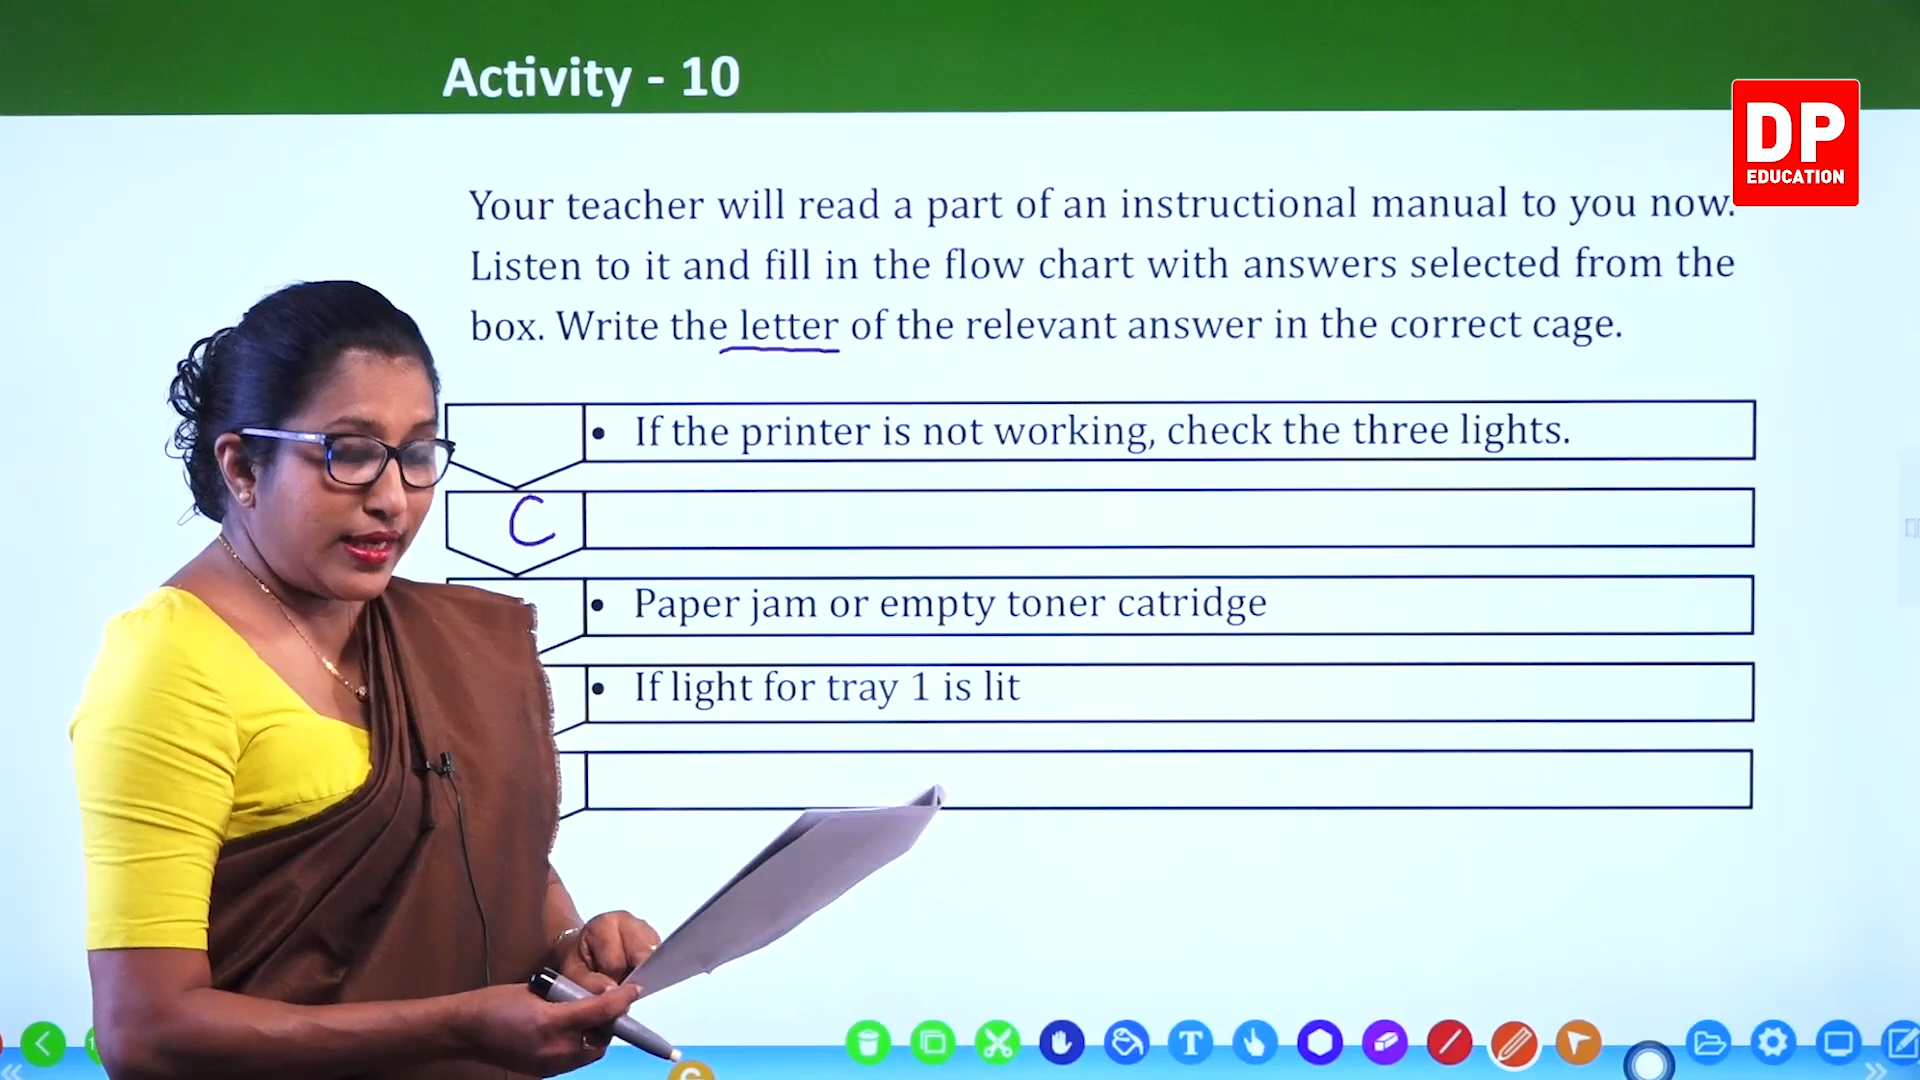 Activity - 10
DP
EDUCATION
Your teacher will read a part of an instructional manual to you now.
Listen to it and fill in the flow chart with answers selected from the
box. Write the letter of the relevant answer in the correct cage.
• If the printer is not working, check the three lights.
C
• Paper jam or empty toner catridge
• If light for tray 1 is lit
T